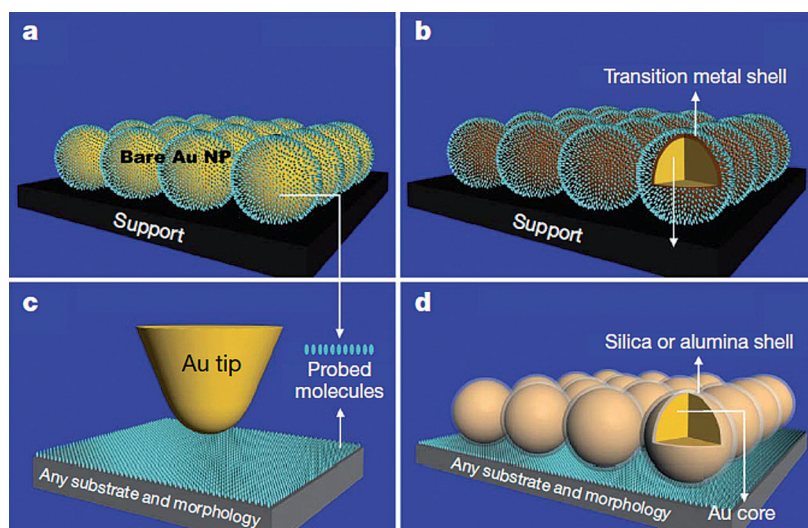 a
Bare Au NP
Support
b
Transition metal shell
Support
c
Au tip
Probed
molecules
Any substrate and morphology
d
Silica or alumina shell
Any substrate and morphology
Au core